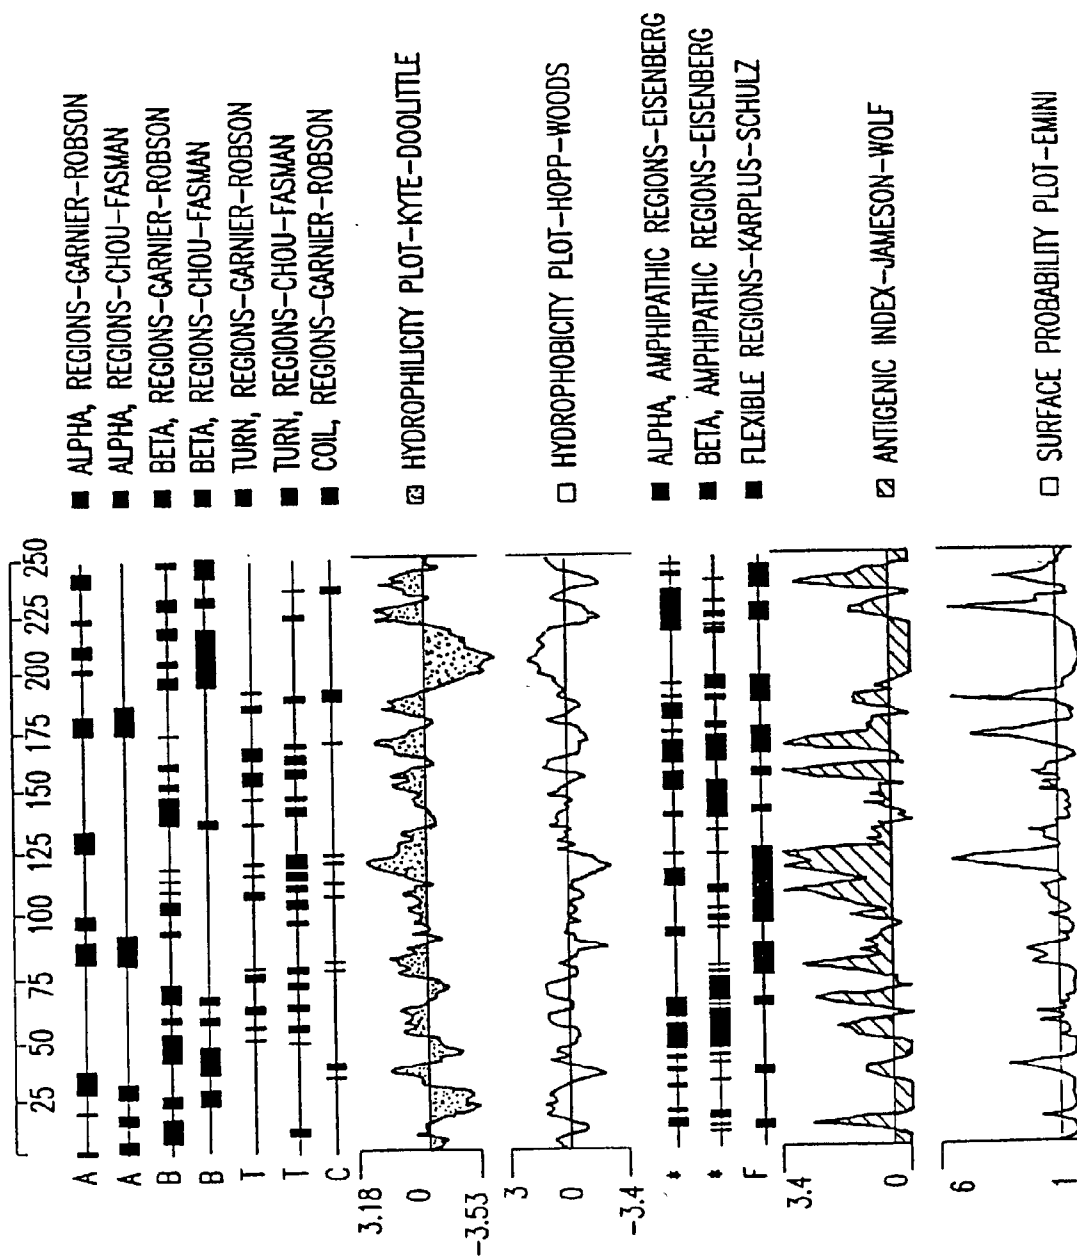 25 50 75 100 125 150 175 200 225 250
A ALPHA, REGIONS-GARNIER-ROBSON
A ALPHA, REGIONS-CHOU-FASMAN
B BETA, REGIONS-GARNIER-ROBSON
B BETA, REGIONS-CHOU-FASMAN
T TURN, REGIONS-GARNIER-ROBSON
T TURN, REGIONS-CHOU-FASMAN
C COIL, REGIONS-GARNIER-ROBSON
3.18
0 HYDROPHILICITY PLOT-KYTE-DOOLITTLE
-3.53
3
0 HYDROPHOBICITY PLOT-HOPP-WOODS
-3.4
* ALPHA, AMPHIPATHIC REGIONS-EISENBERG
* BETA, AMPHIPATHIC REGIONS-EISENBERG
F FLEXIBLE REGIONS-KARPLUS-SCHULZ
3.4
0 ANTIGENIC INDEX-JAMESON-WOLF
6
1 SURFACE PROBABILITY PLOT-EMINI